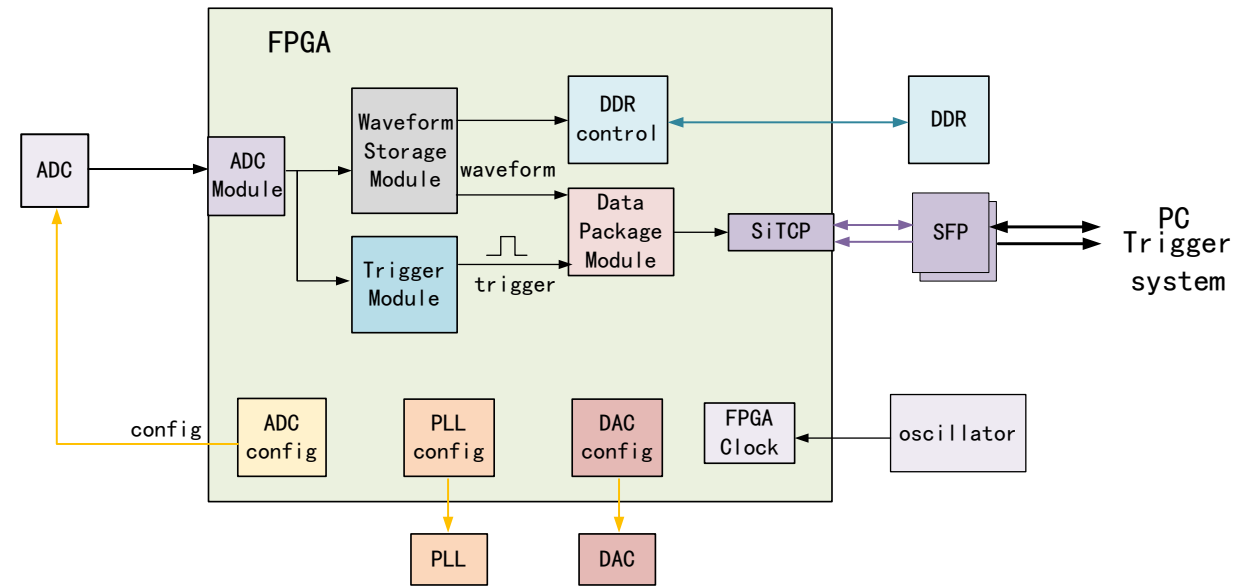 FPGA
ADC
ADC
Module
Waveform
Storage
Module
waveform
Trigger
Module
trigger
DDR
control
DDR
Data
Package
Module
SiTCP
SFP
PC
Trigger
system
config
ADC
config
PLL
config
DAC
config
FPGA
Clock
oscillator
PLL
DAC